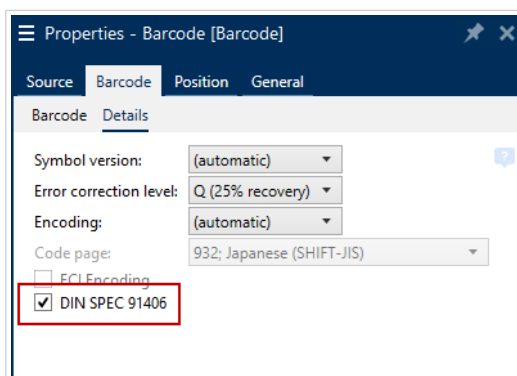 Properties - Barcode [Barcode]
Source Barcode Position General
Barcode Details
Symbol version: (automatic)
Error correction level: Q (25% recovery)
Encoding: (automatic)
Code page: 932; Japanese (SHIFT-JIS)
ECI Encoding
DIN SPEC 91406